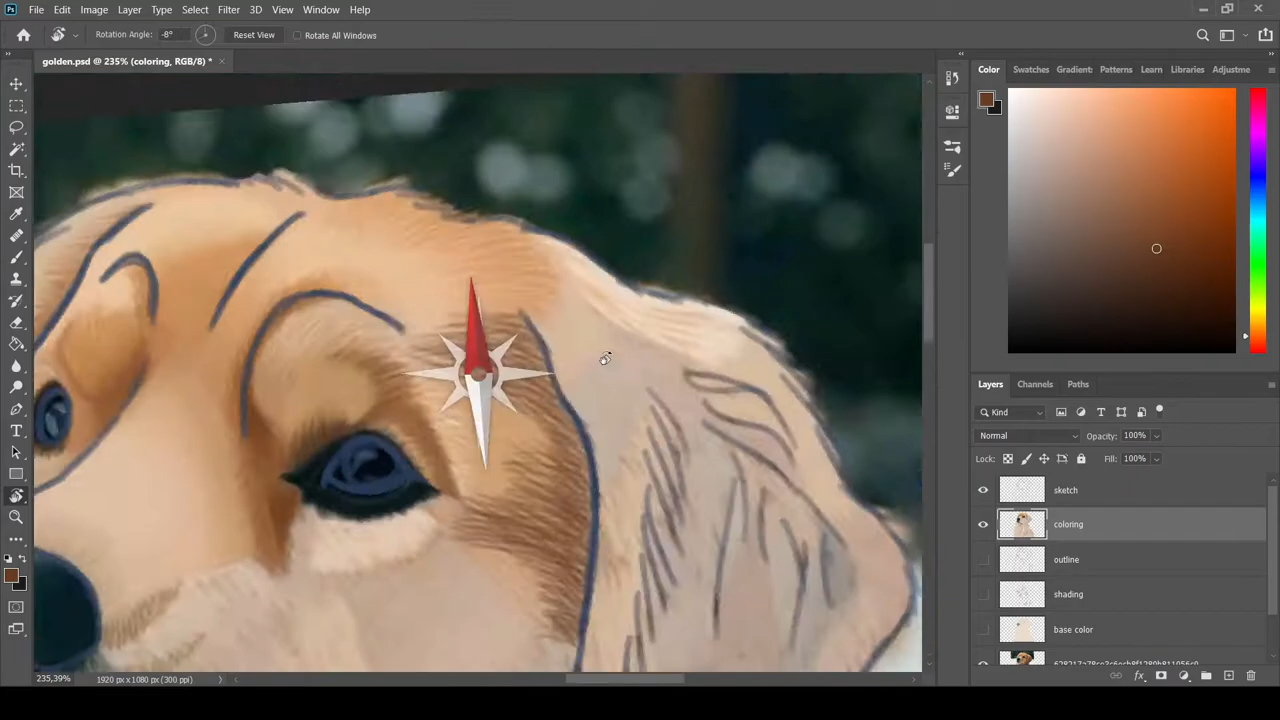 Ps File Edit Image Layer Type Select Filter 3D View Window Help
Rotation Angle: -8° Reset View Rotate All Windows
golden.psd @ 235% (coloring, RGB/8) *
Color Swatches Gradient: Patterns Learn Libraries Adjustme
Layers Channels Paths
Kind
Normal Opacity: 100%
Lock: Fill: 100%
sketch
coloring
outline
shading
base color
235,39% 1920 px x 1080 px (300 ppi)